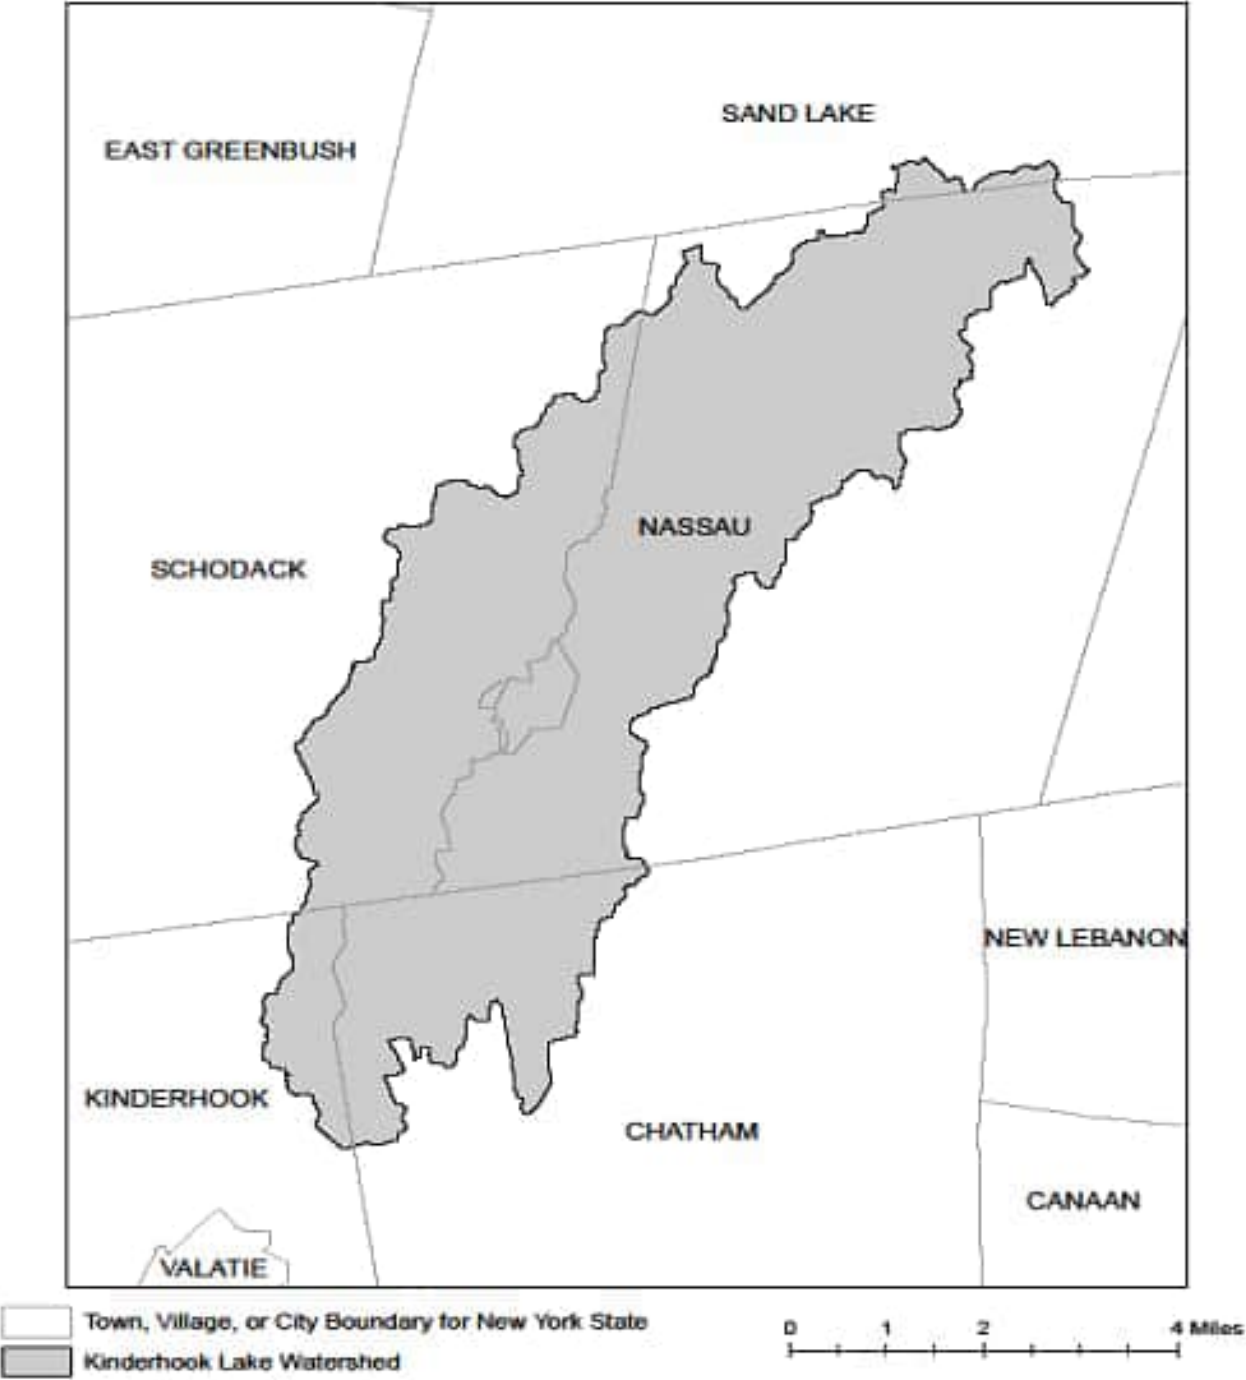 SAND LAKE
EAST GREENBUSH
NASSAU
SCHODACK
NEW LEBANON
KINDERHOOK
CHATHAM
CANAAN
VALATIE
Town, Village, or City Boundary for New York State
Kinderhook Lake Watershed
0 1 2 4 Miles